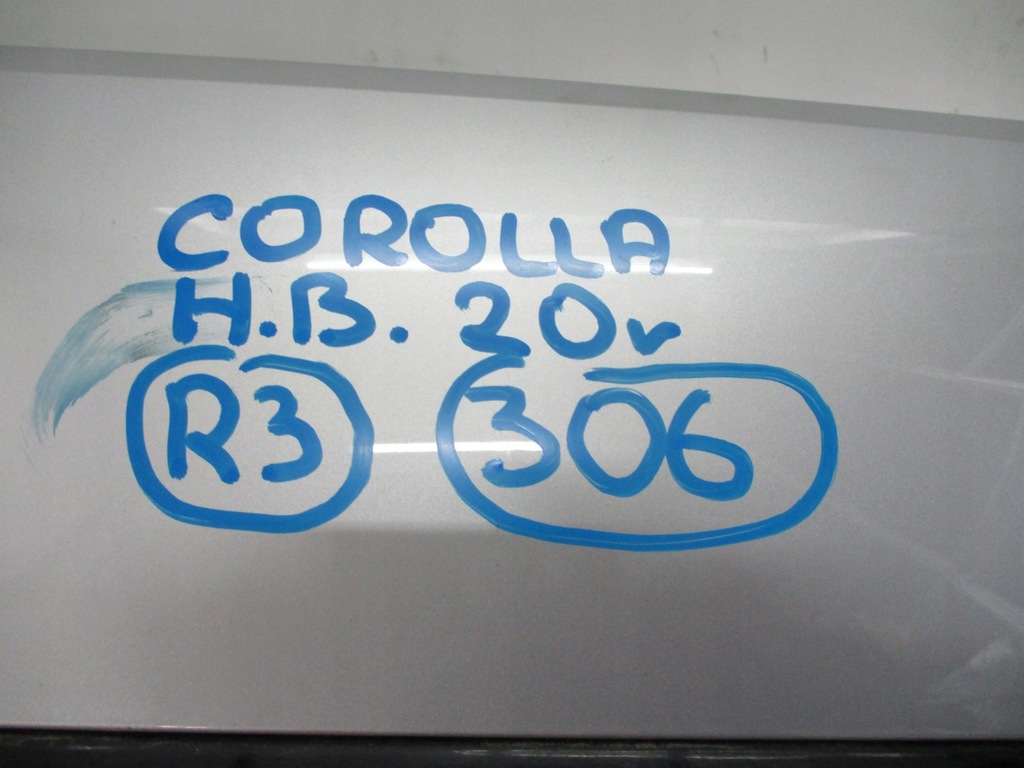 COROLLA
H.B. 20v
R3 306